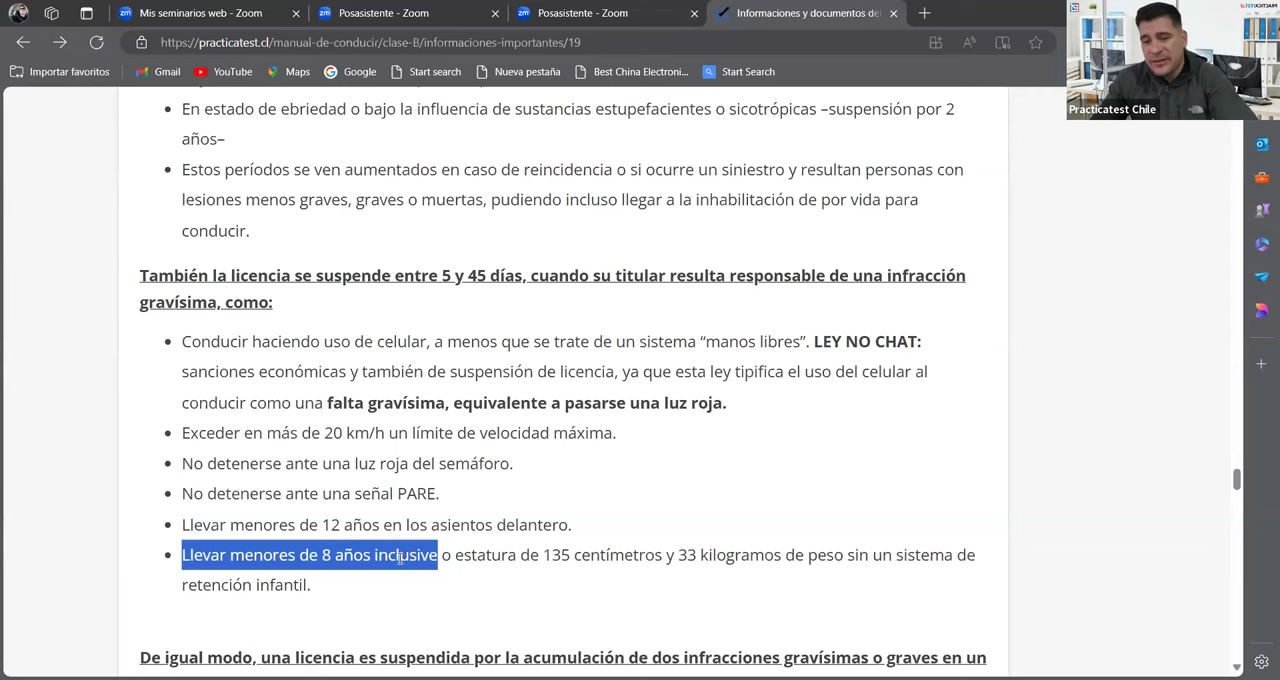 Mis seminarios web - Zoom
Posasistente - Zoom
Posasistente - Zoom
Informaciones y documentos de
https://practicatest.cl/manual-de-conducir/clase-B/informaciones-importantes/19
Importar favoritos
Gmail
YouTube
Maps
Google
Start search
Nueva pestaña
Best China Electroni...
Start Search
Practicatest Chile
• En estado de ebriedad o bajo la influencia de sustancias estupefacientes o sicotrópicas –suspensión por 2
años–
• Estos períodos se ven aumentados en caso de reincidencia o si ocurre un siniestro y resultan personas con
lesiones menos graves, graves o muertas, pudiendo incluso llegar a la inhabilitación de por vida para
conducir.
También la licencia se suspende entre 5 y 45 días, cuando su titular resulta responsable de una infracción
gravísima, como:
• Conducir haciendo uso de celular, a menos que se trate de un sistema “manos libres”. LEY NO CHAT:
sanciones económicas y también de suspensión de licencia, ya que esta ley tipifica el uso del celular al
conducir como una falta gravísima, equivalente a pasarse una luz roja.
• Exceder en más de 20 km/h un límite de velocidad máxima.
• No detenerse ante una luz roja del semáforo.
• No detenerse ante una señal PARE.
• Llevar menores de 12 años en los asientos delantero.
• Llevar menores de 8 años inclusive o estatura de 135 centímetros y 33 kilogramos de peso sin un sistema de
retención infantil.
De igual modo, una licencia es suspendida por la acumulación de dos infracciones gravísimas o graves en un